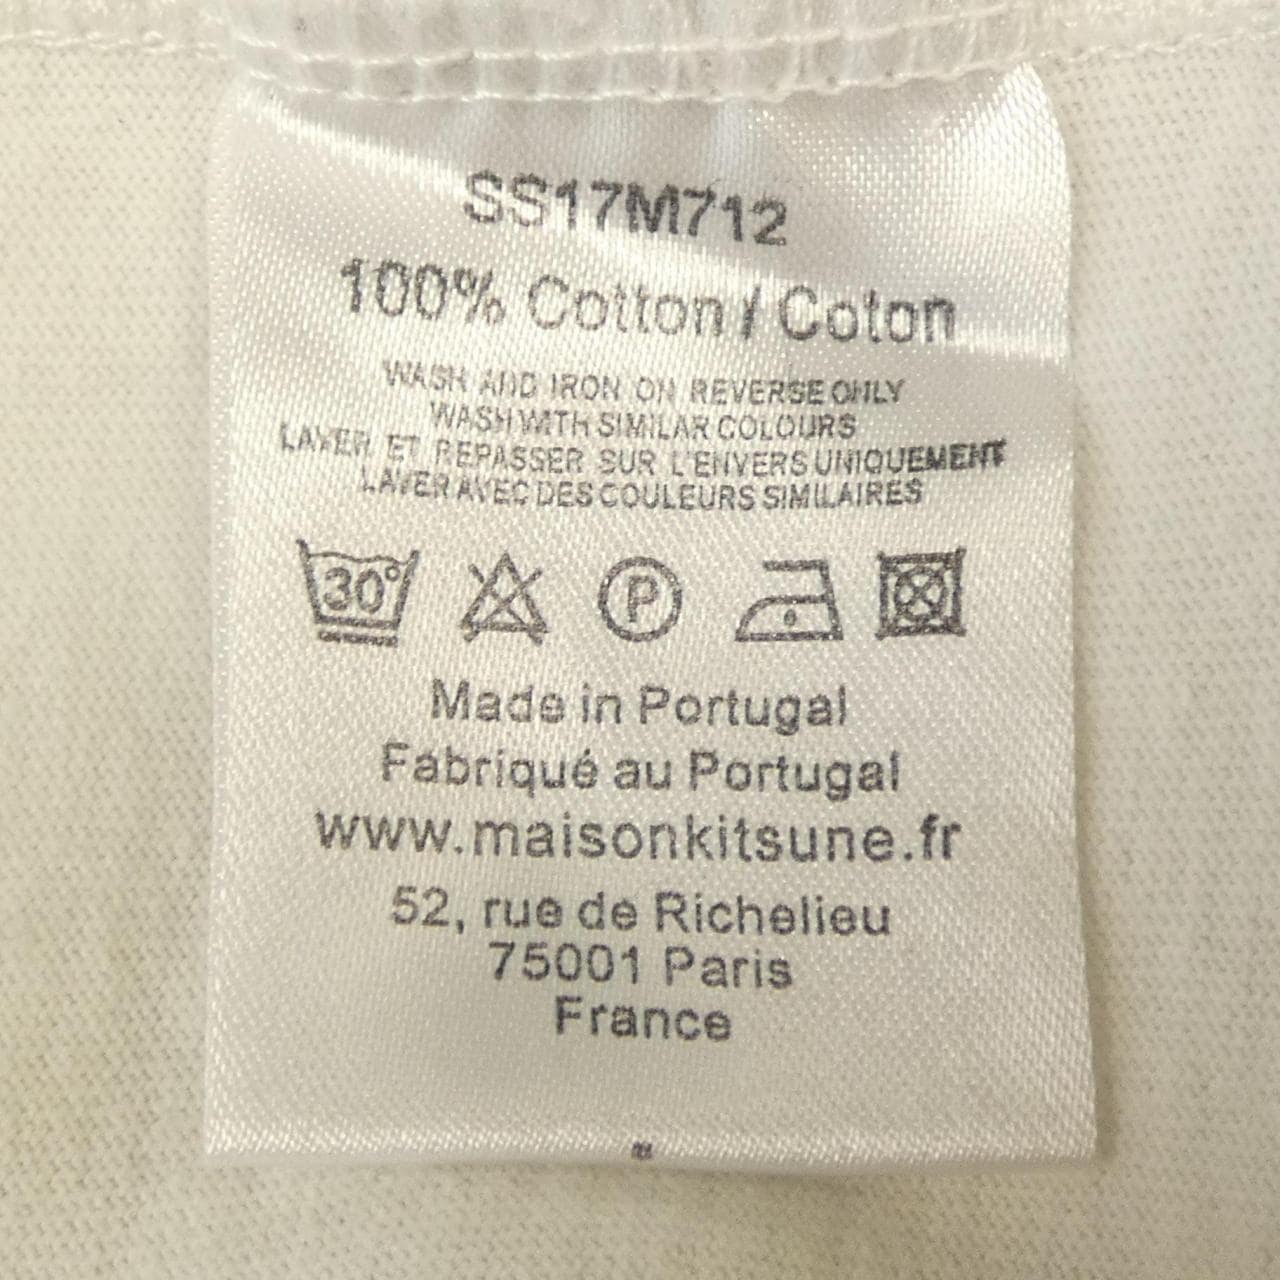 SS17M712
100% Cotton / Coton
WASH AND IRON ON REVERSE ONLY
WASH WITH SIMILAR COLOURS
LAVER ET REPASSER SUR L'ENVERS UNIQUEMENT
LAVER AVEC DES COULEURS SIMILAIRES
30°
P
Made in Portugal
Fabriqué au Portugal
www.maisonkitsune.fr
52, rue de Richelieu
75001 Paris
France